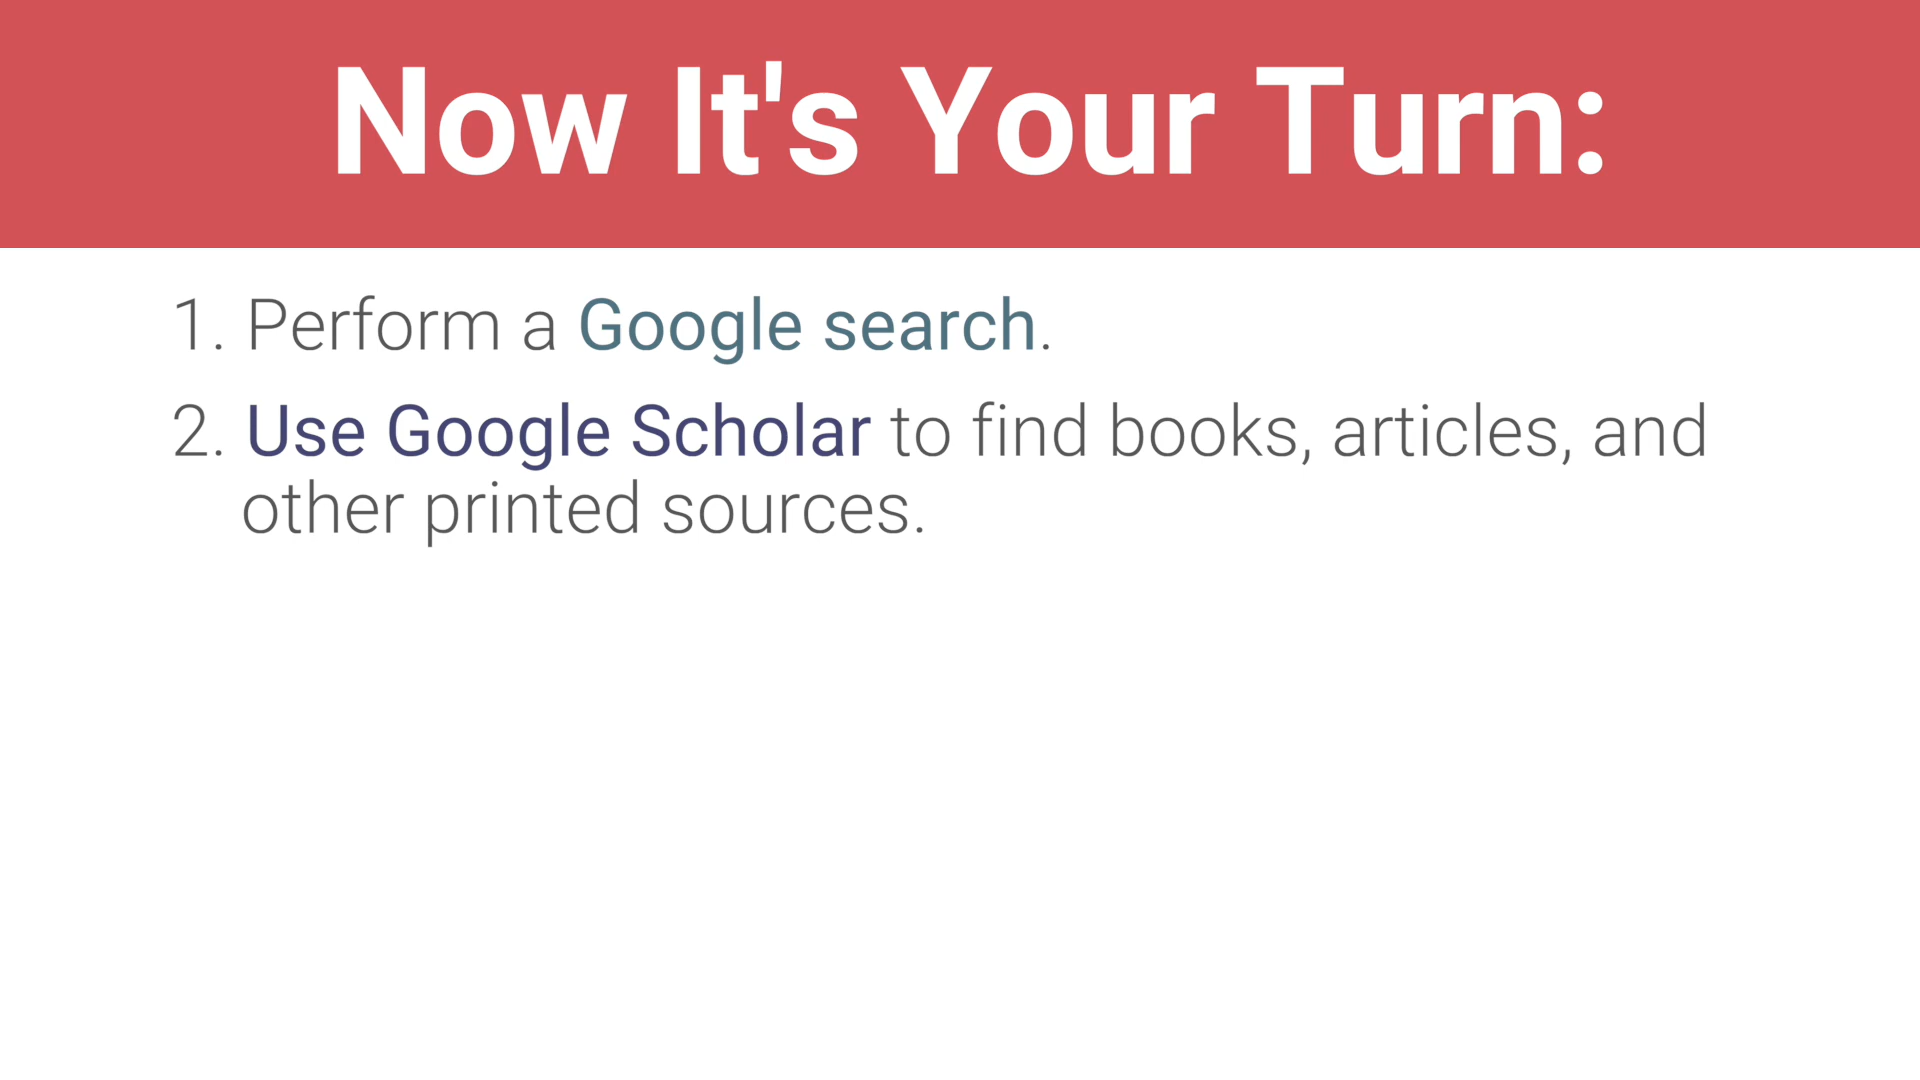 Now It's Your Turn:
1. Perform a Google search.
2. Use Google Scholar to find books, articles, and
other printed sources.